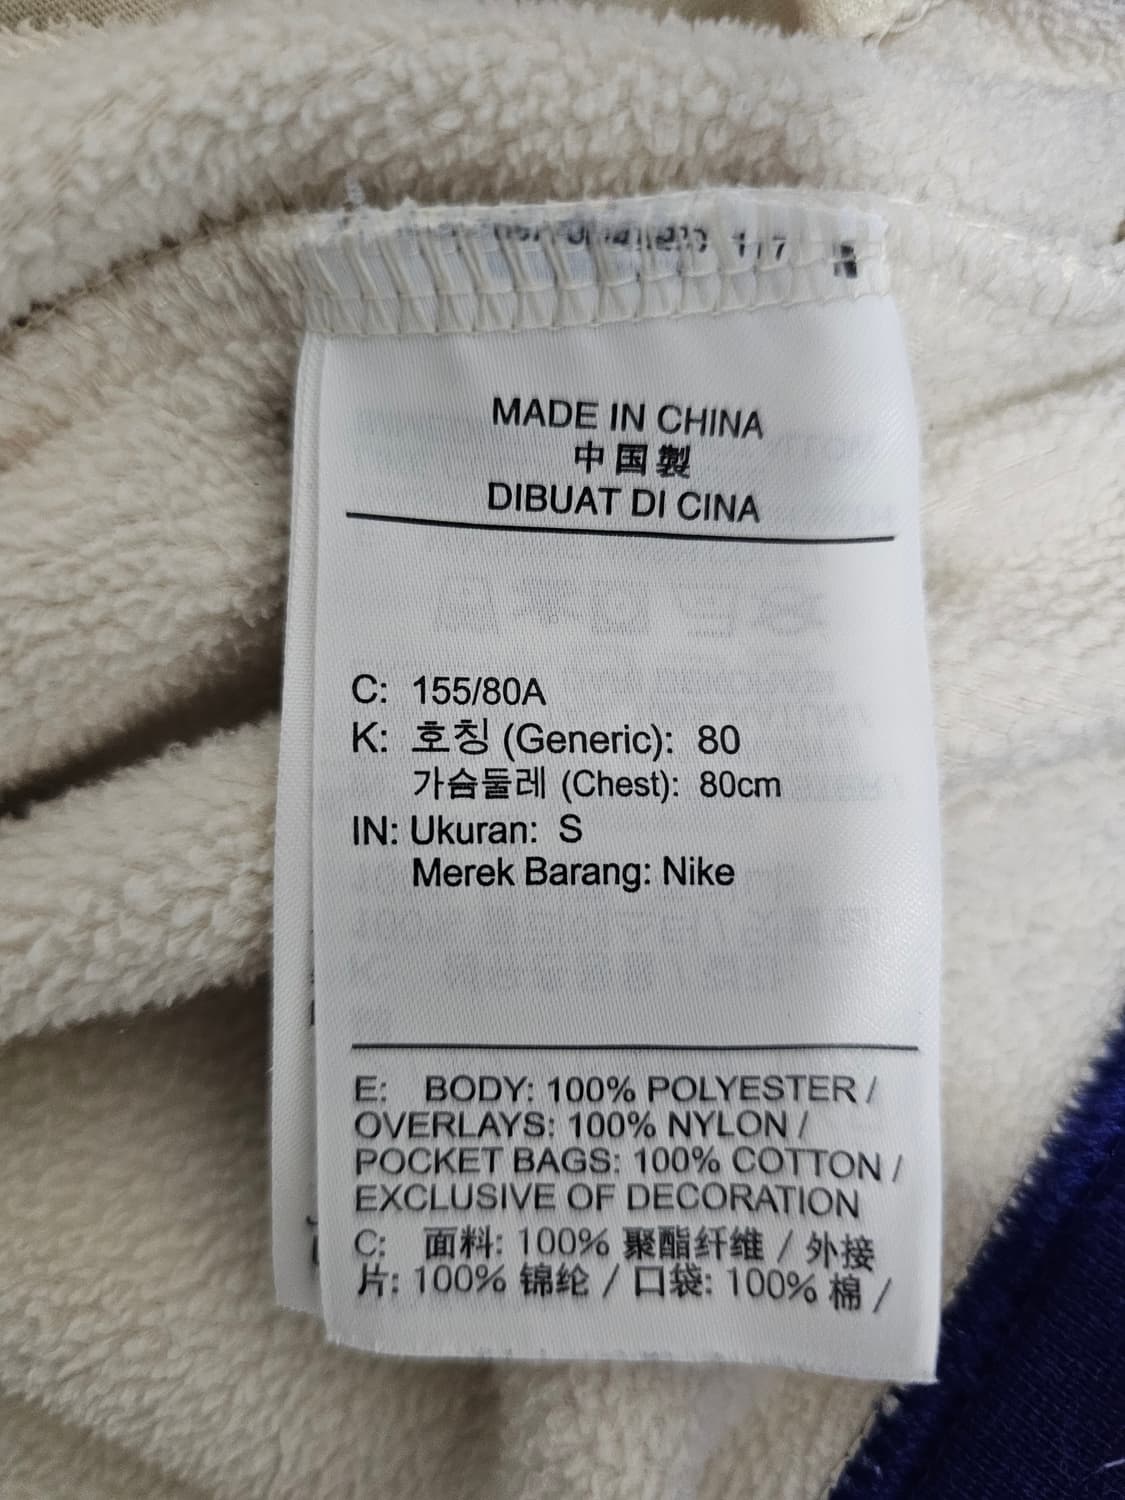 MADE IN CHINA
中国製
DIBUAT DI CINA
C: 155/80A
K: 호칭 (Generic): 80
가슴둘레 (Chest): 80cm
IN: Ukuran: S
Merek Barang: Nike
E: BODY: 100% POLYESTER /
OVERLAYS: 100% NYLON /
POCKET BAGS: 100% COTTON /
EXCLUSIVE OF DECORATION
C: 面料: 100% 聚酯纤维 / 外接
片: 100% 锦纶 / 口袋: 100% 棉 /